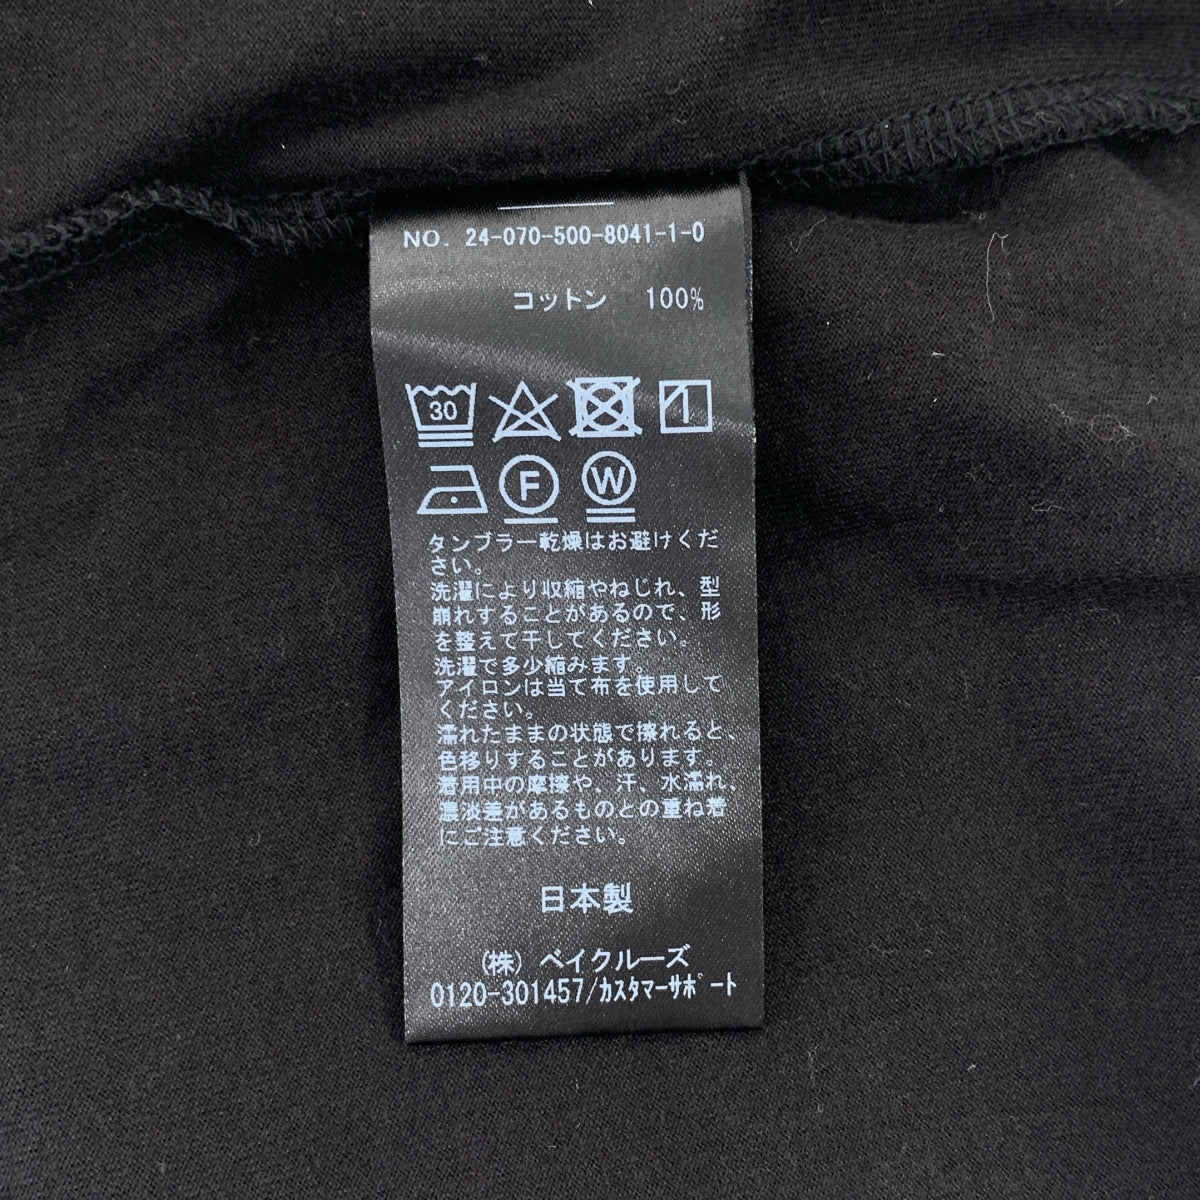 NO. 24-070-500-8041-1-0
コットン 100%
30
F W
タンブラー乾燥はお避けくだ
さい。
洗濯により収縮やねじれ、型
崩れすることがあるので、形
を整えて干してください。
洗濯で多少縮みます。
アイロンは当て布を使用して
ください。
濡れたままの状態で擦れると、
色移りすることがあります。
着用中の摩擦や、汗、水濡れ、
濃淡差があるものとの重ね着
にご注意ください。
日本製
(株) ベイクルーズ
0120-301457/カスタマーサポート